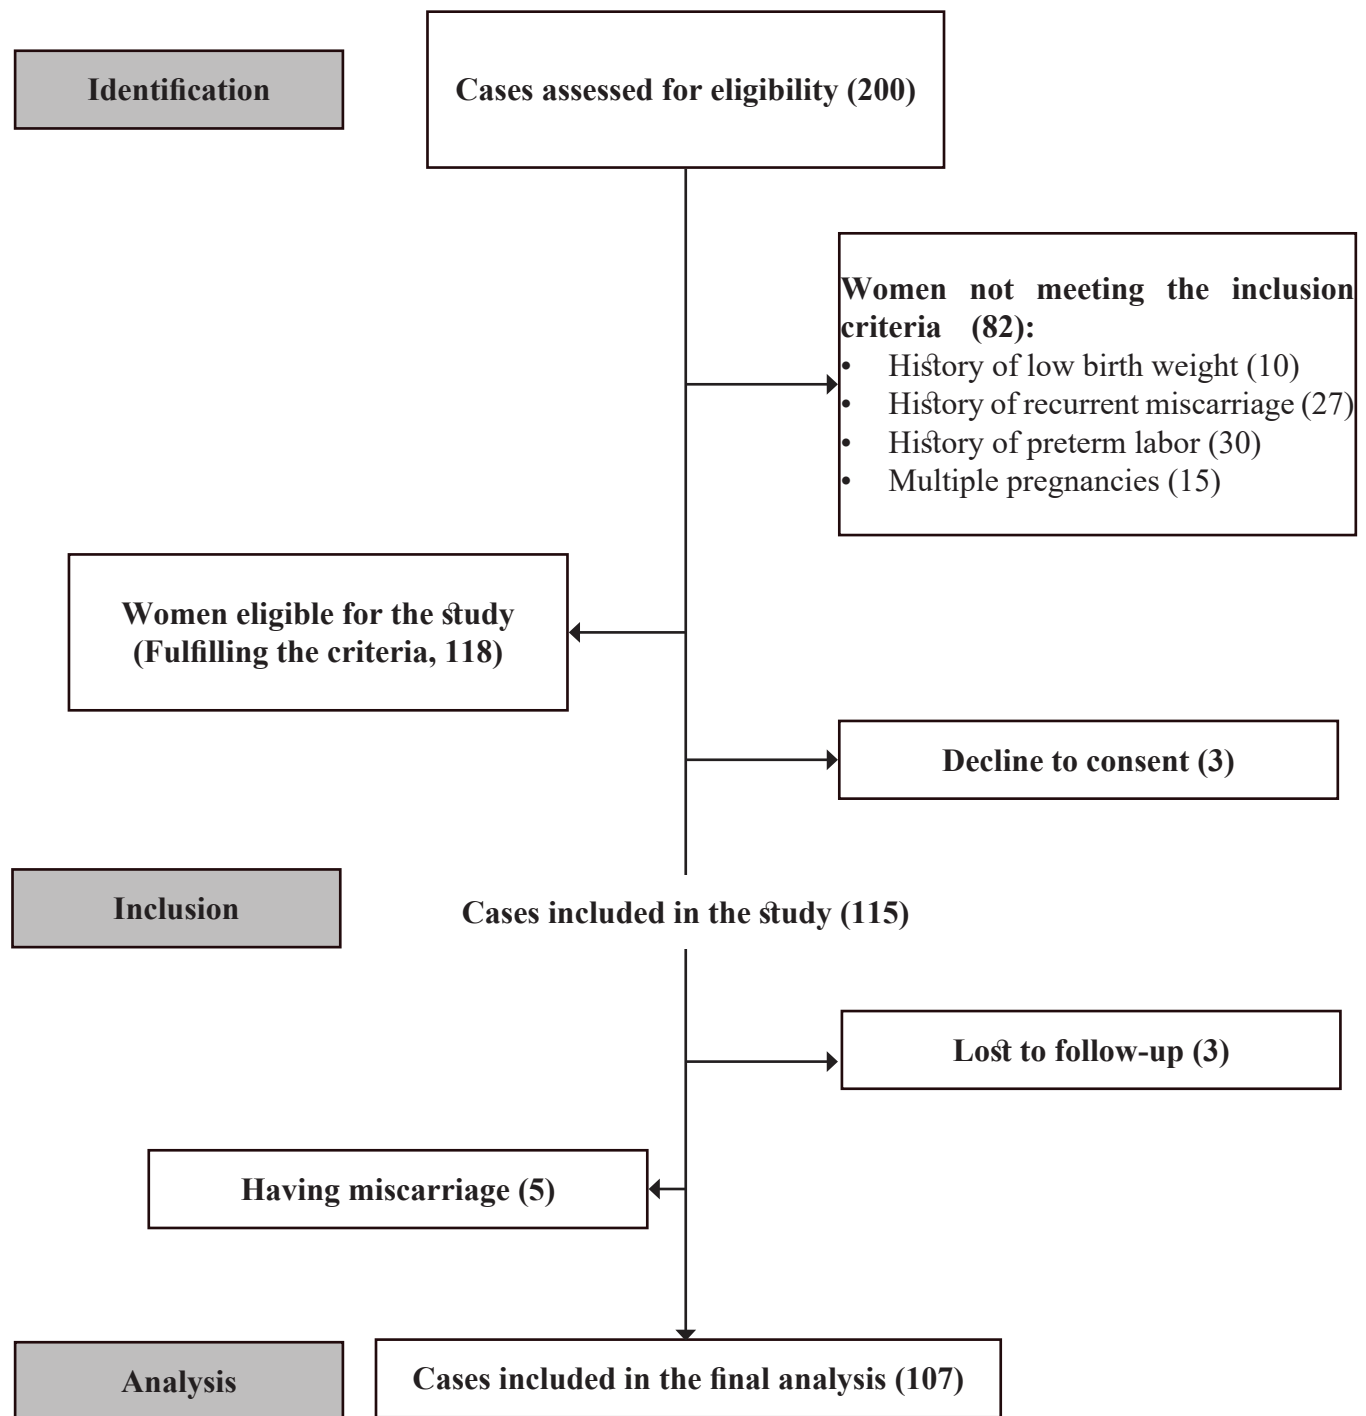 Identification
Cases assessed for eligibility (200)
Women not meeting the inclusion
criteria (82):
• History of low birth weight (10)
• History of recurrent miscarriage (27)
• History of preterm labor (30)
• Multiple pregnancies (15)
Women eligible for the study
(Fulfilling the criteria, 118)
Decline to consent (3)
Inclusion
Cases included in the study (115)
Lost to follow-up (3)
Having miscarriage (5)
Analysis
Cases included in the final analysis (107)